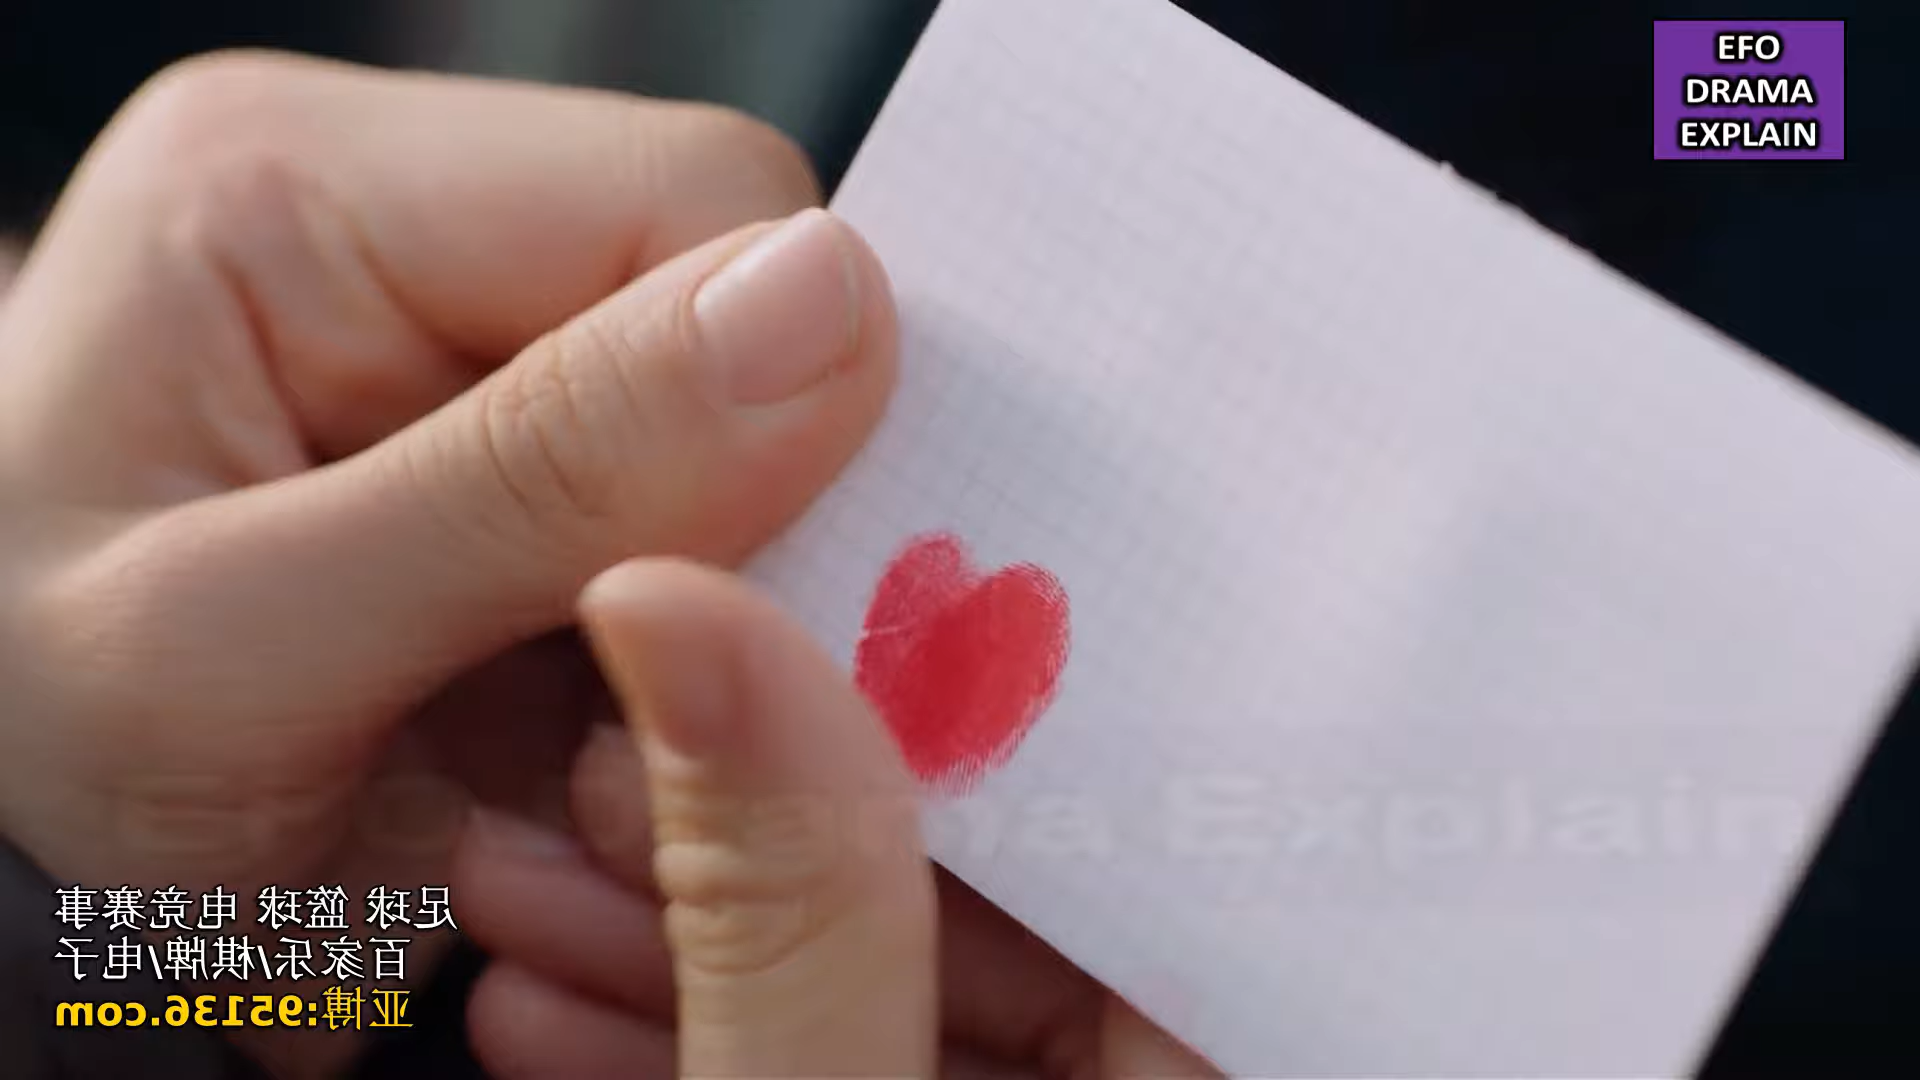 EFO
DRAMA
EXPLAIN
Drama Explain
足球 篮球 电竞赛事
百家乐/棋牌/电子
亚博:95136.com